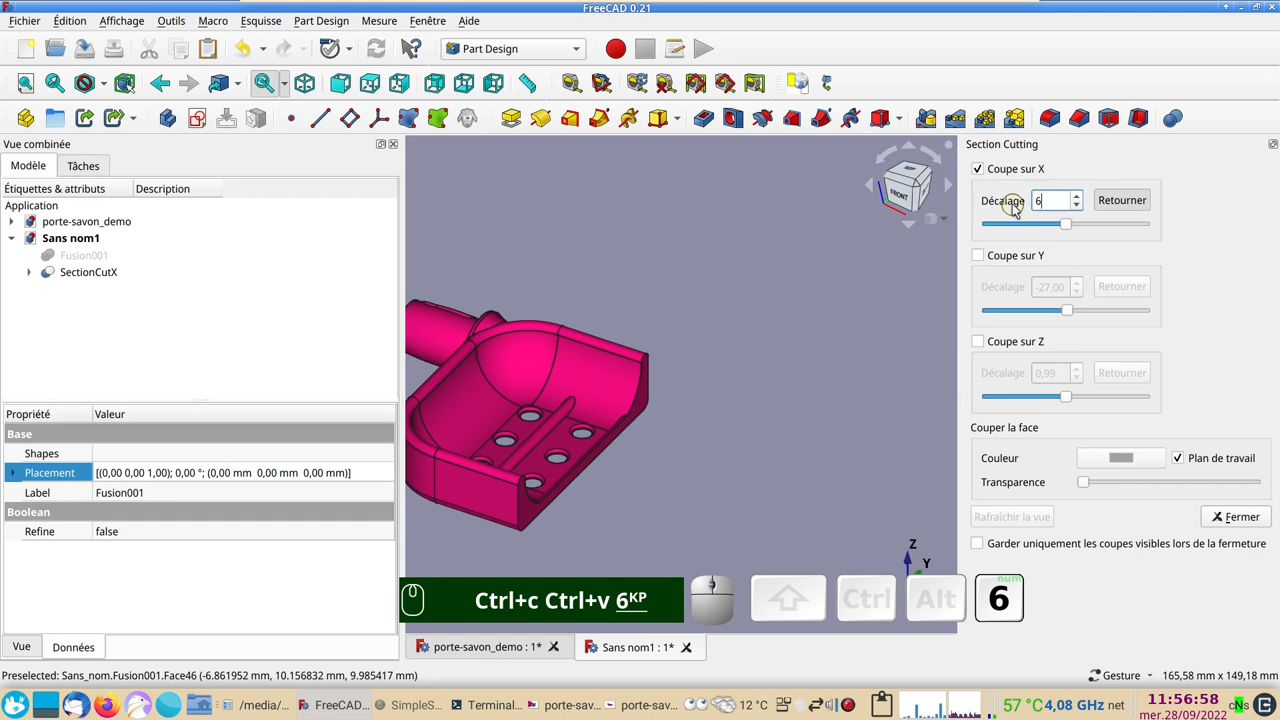 FreeCAD 0.21
Fichier Édition Affichage Outils Macro Esquisse Part Design Mesure Fenêtre Aide
Part Design
Vue combinée
Section Cutting
Modèle Tâches
Coupe sur X
Étiquettes & attributs Description
Décalage 6 Retourner
Application
porte-savon_demo
Sans nom1
Fusion001
SectionCutX
FRONT
Coupe sur Y
Décalage -27,00 Retourner
Coupe sur Z
Décalage 0,99 Retourner
Propriété Valeur
Base
Shapes
Placement [(0,00 0,00 1,00); 0,00 °; (0,00 mm 0,00 mm 0,00 mm)]
Label Fusion001
Boolean
Refine false
Couper la face
Couleur Plan de travail
Transparence
Rafraîchir la vue Fermer
Garder uniquement les coupes visibles lors de la fermeture
Z
Y
Ctrl+c Ctrl+v 6KP
Ctrl Alt num 6
Vue Données
porte-savon_demo : 1* Sans nom1 : 1*
Preselected: Sans_nom.Fusion001.Face46 (-6.861952 mm, 10.156832 mm, 9.985417 mm)
Gesture 165,58 mm x 149,18 mm
/media/... FreeCAD... SimpleS... Terminal... porte-sav... porte-sav... 12 °C 57 °C 4,08 GHz net 11:56:58 cNs
mer.28/09/2022